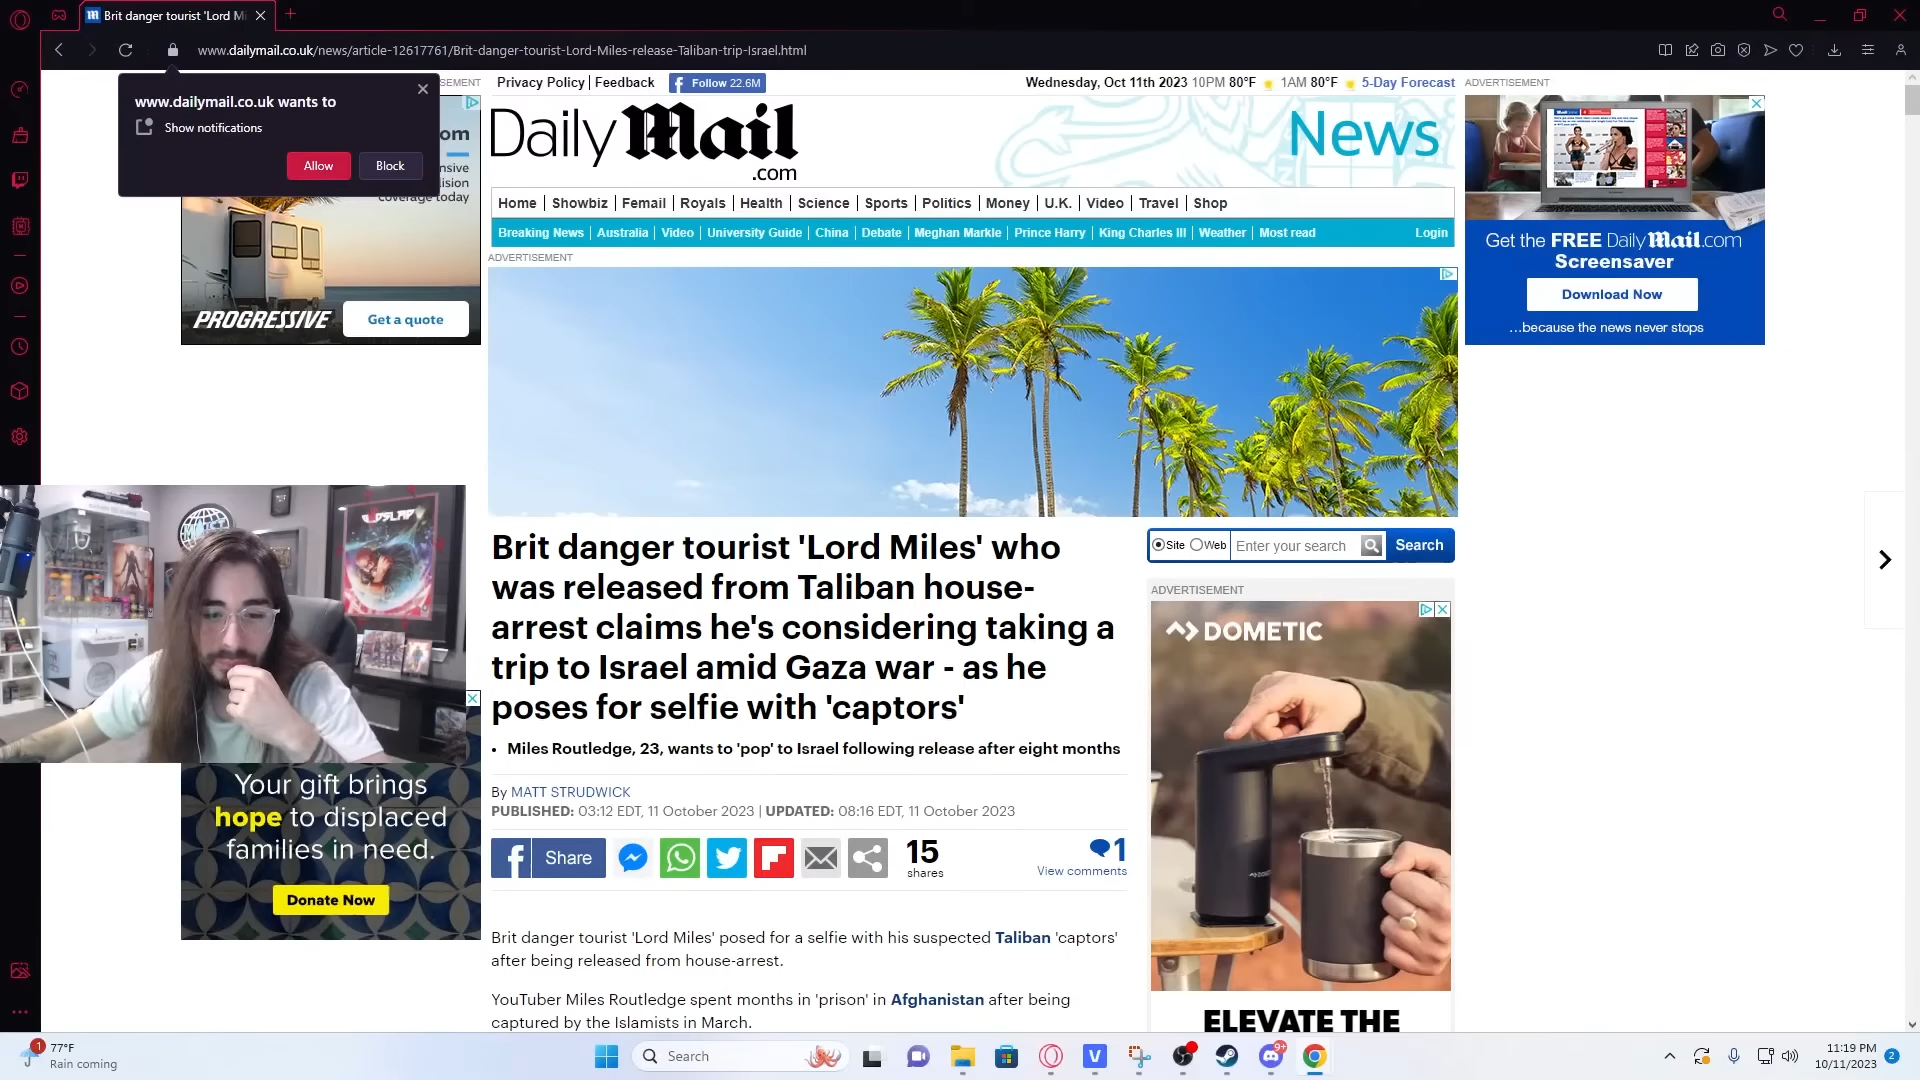 Brit danger tourist 'Lord Mi
www.dailymail.co.uk/news/article-12617761/Brit-danger-tourist-Lord-Miles-release-Taliban-trip-Israel.html
www.dailymail.co.uk wants to
Show notifications
Allow
Block
SEMENT
Privacy Policy
Feedback
Follow 22.6M
Wednesday, Oct 11th 2023 10PM 80°F 1AM 80°F 5-Day Forecast
ADVERTISEMENT
om
nsive
lision
coverage today
PROGRESSIVE
Get a quote
Daily Mail
.com
News
Home
Showbiz
Femail
Royals
Health
Science
Sports
Politics
Money
U.K.
Video
Travel
Shop
Breaking News
Australia
Video
University Guide
China
Debate
Meghan Markle
Prince Harry
King Charles III
Weather
Most read
Login
ADVERTISEMENT
Get the FREE Daily Mail.com
Screensaver
Download Now
...because the news never stops
Brit danger tourist 'Lord Miles' who
was released from Taliban house-
arrest claims he's considering taking a
trip to Israel amid Gaza war - as he
poses for selfie with 'captors'
• Miles Routledge, 23, wants to 'pop' to Israel following release after eight months
By MATT STRUDWICK
PUBLISHED: 03:12 EDT, 11 October 2023 | UPDATED: 08:16 EDT, 11 October 2023
Share
15
shares
1
View comments
Brit danger tourist 'Lord Miles' posed for a selfie with his suspected Taliban 'captors'
after being released from house-arrest.
YouTuber Miles Routledge spent months in 'prison' in Afghanistan after being
captured by the Islamists in March.
Site
Web
Enter your search
Search
ADVERTISEMENT
DOMETIC
ELEVATE THE
Your gift brings
hope to displaced
families in need.
Donate Now
1
77°F
Rain coming
Search
9+
11:19 PM
10/11/2023
2